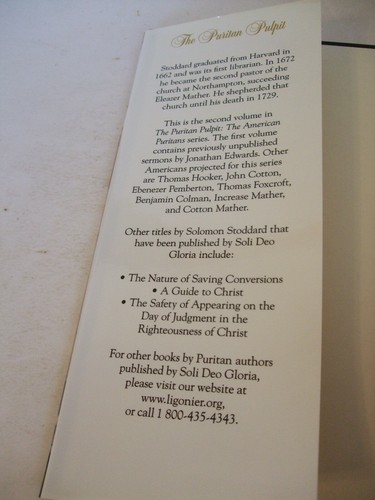 The Puritan Pulpit
Stoddard graduated from Harvard in
1662 and was its first librarian. In 1672
he became the second pastor of the
church at Northampton, succeeding
Eleazer Mather. He shepherded that
church until his death in 1729.
This is the second volume in
The Puritan Pulpit: The American
Puritans series. The first volume
contains previously unpublished
sermons by Jonathan Edwards. Other
Americans projected for this series
are Thomas Hooker, John Cotton,
Ebenezer Pemberton, Thomas Foxcroft,
Benjamin Colman, Increase Mather,
and Cotton Mather.
Other titles by Solomon Stoddard that
have been published by Soli Deo
Gloria include:
• The Nature of Saving Conversions
• A Guide to Christ
• The Safety of Appearing on the
Day of Judgment in the
Righteousness of Christ
For other books by Puritan authors
published by Soli Deo Gloria,
please visit our website at
www.ligonier.org,
or call 1 800-435-4343.